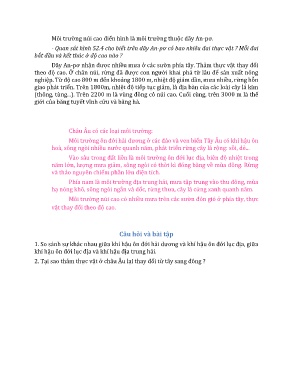 Môi trường núi cao điển hình là môi trường thuộc dãy An-pơ.
- Quan sát hình 52.4 cho biết trên dãy An-pơ có bao nhiêu đai thực vật ? Mỗi đai
bắt đầu và kết thúc ở độ cao nào ?
Dãy An-pơ nhận được nhiều mưa ở các sườn phía tây. Thảm thực vật thay đổi
theo độ cao. Ở chân núi, rừng đã được con người khai phá từ lâu để sản xuất nông
nghiệp. Từ độ cao 800 m đến khoảng 1800 m, nhiệt độ giảm dần, mưa nhiều, rừng hỗn
giao phát triển. Trên 1800m, nhiệt độ tiếp tục giảm, là địa bàn của các loài cây lá kim
(thông, tùng...). Trên 2200 m là vùng đồng cỏ núi cao. Cuối cùng, trên 3000 m là thế
giới của băng tuyết vĩnh cửu và băng hà.
Châu Âu có các loại môi trường:
Môi trường ôn đới hải dương ở các đảo và ven biển Tây Âu có khí hậu ôn
hoà, sông ngòi nhiều nước quanh năm, phát triển rừng cây lá rộng: sồi, dẻ...
Vào sâu trong đất liền là môi trường ôn đới lục địa, biên độ nhiệt trong
năm lớn, lượng mưa giảm, sông ngòi có thời kì đóng băng về mùa đông. Rừng
và thảo nguyên chiếm phần lớn diện tích.
Phía nam là môi trường địa trung hải, mưa tập trung vào thu đông, mùa
hạ nóng khô, sông ngòi ngắn và dốc, rừng thưa, cây lá cứng xanh quanh năm.
Môi trường núi cao có nhiều mưa trên các sườn đón gió ở phía tây, thực
vật thay đổi theo độ cao.
Câu hỏi và bài tập
1. So sánh sự khác nhau giữa khí hậu ôn đới hải dương và khí hậu ôn đới lục địa, giữa
khí hậu ôn đới lục địa và khí hậu địa trung hải.
2. Tại sao thảm thực vật ở châu Âu lại thay đổi từ tây sang đông ?